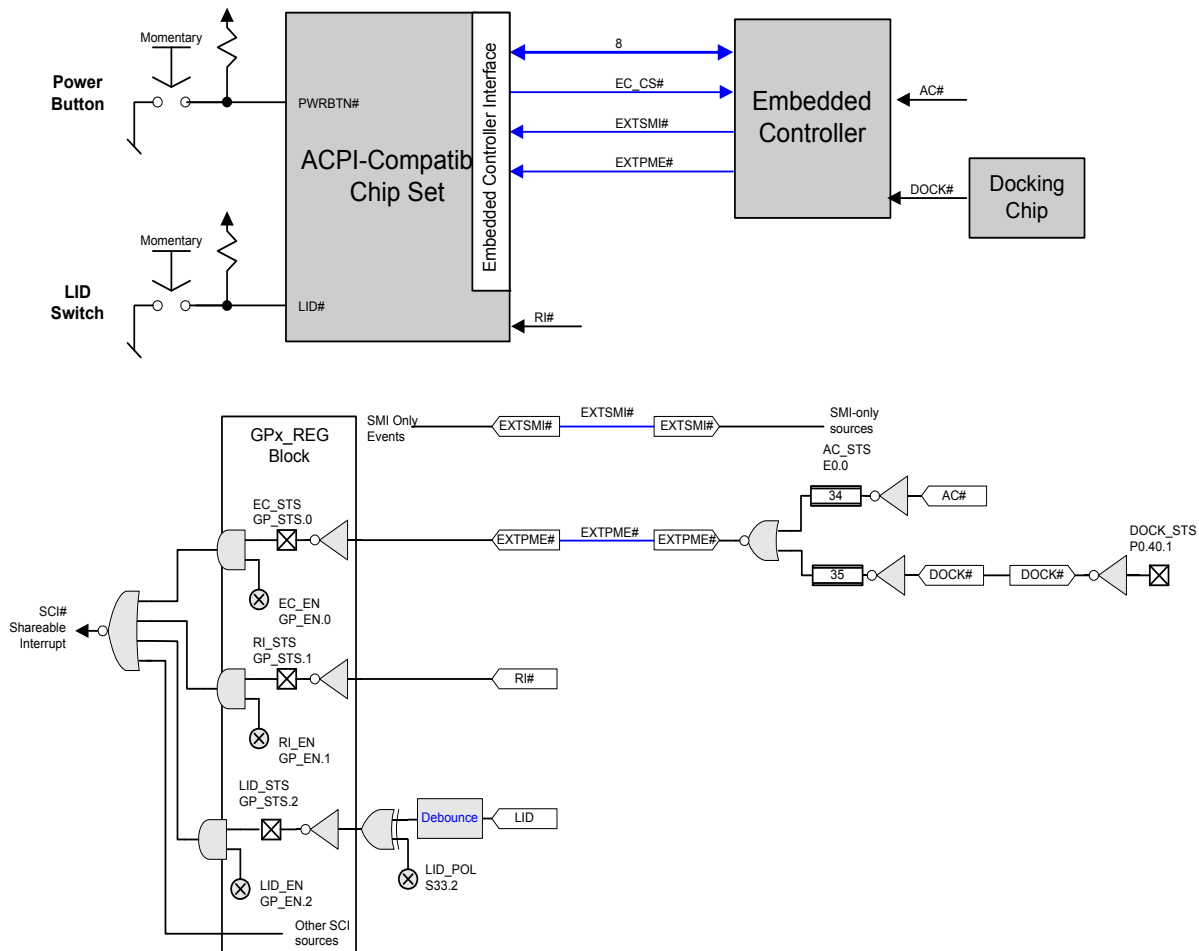 Momentary
Power
Button
PWRBTN#
ACPI-Compatib
Chip Set
Embedded Controller Interface
8
EC_CS#
EXTSMI#
EXTPME#
Embedded
Controller
AC#
DOCK#
Docking
Chip
Momentary
LID
Switch
LID#
RI#
GPx_REG
Block
SMI Only
Events
EXTSMI#
EXTSMI#
EXTSMI#
SMI-only
sources
AC_STS
E0.0
34
AC#
EC_STS
GP_STS.0
EXTPME#
EXTPME#
EXTPME#
DOCK_STS
P0.40.1
35
DOCK#
DOCK#
EC_EN
GP_EN.0
SCI#
Shareable
Interrupt
RI_STS
GP_STS.1
RI#
RI_EN
GP_EN.1
LID_STS
GP_STS.2
Debounce
LID
LID_POL
S33.2
LID_EN
GP_EN.2
Other SCI
sources